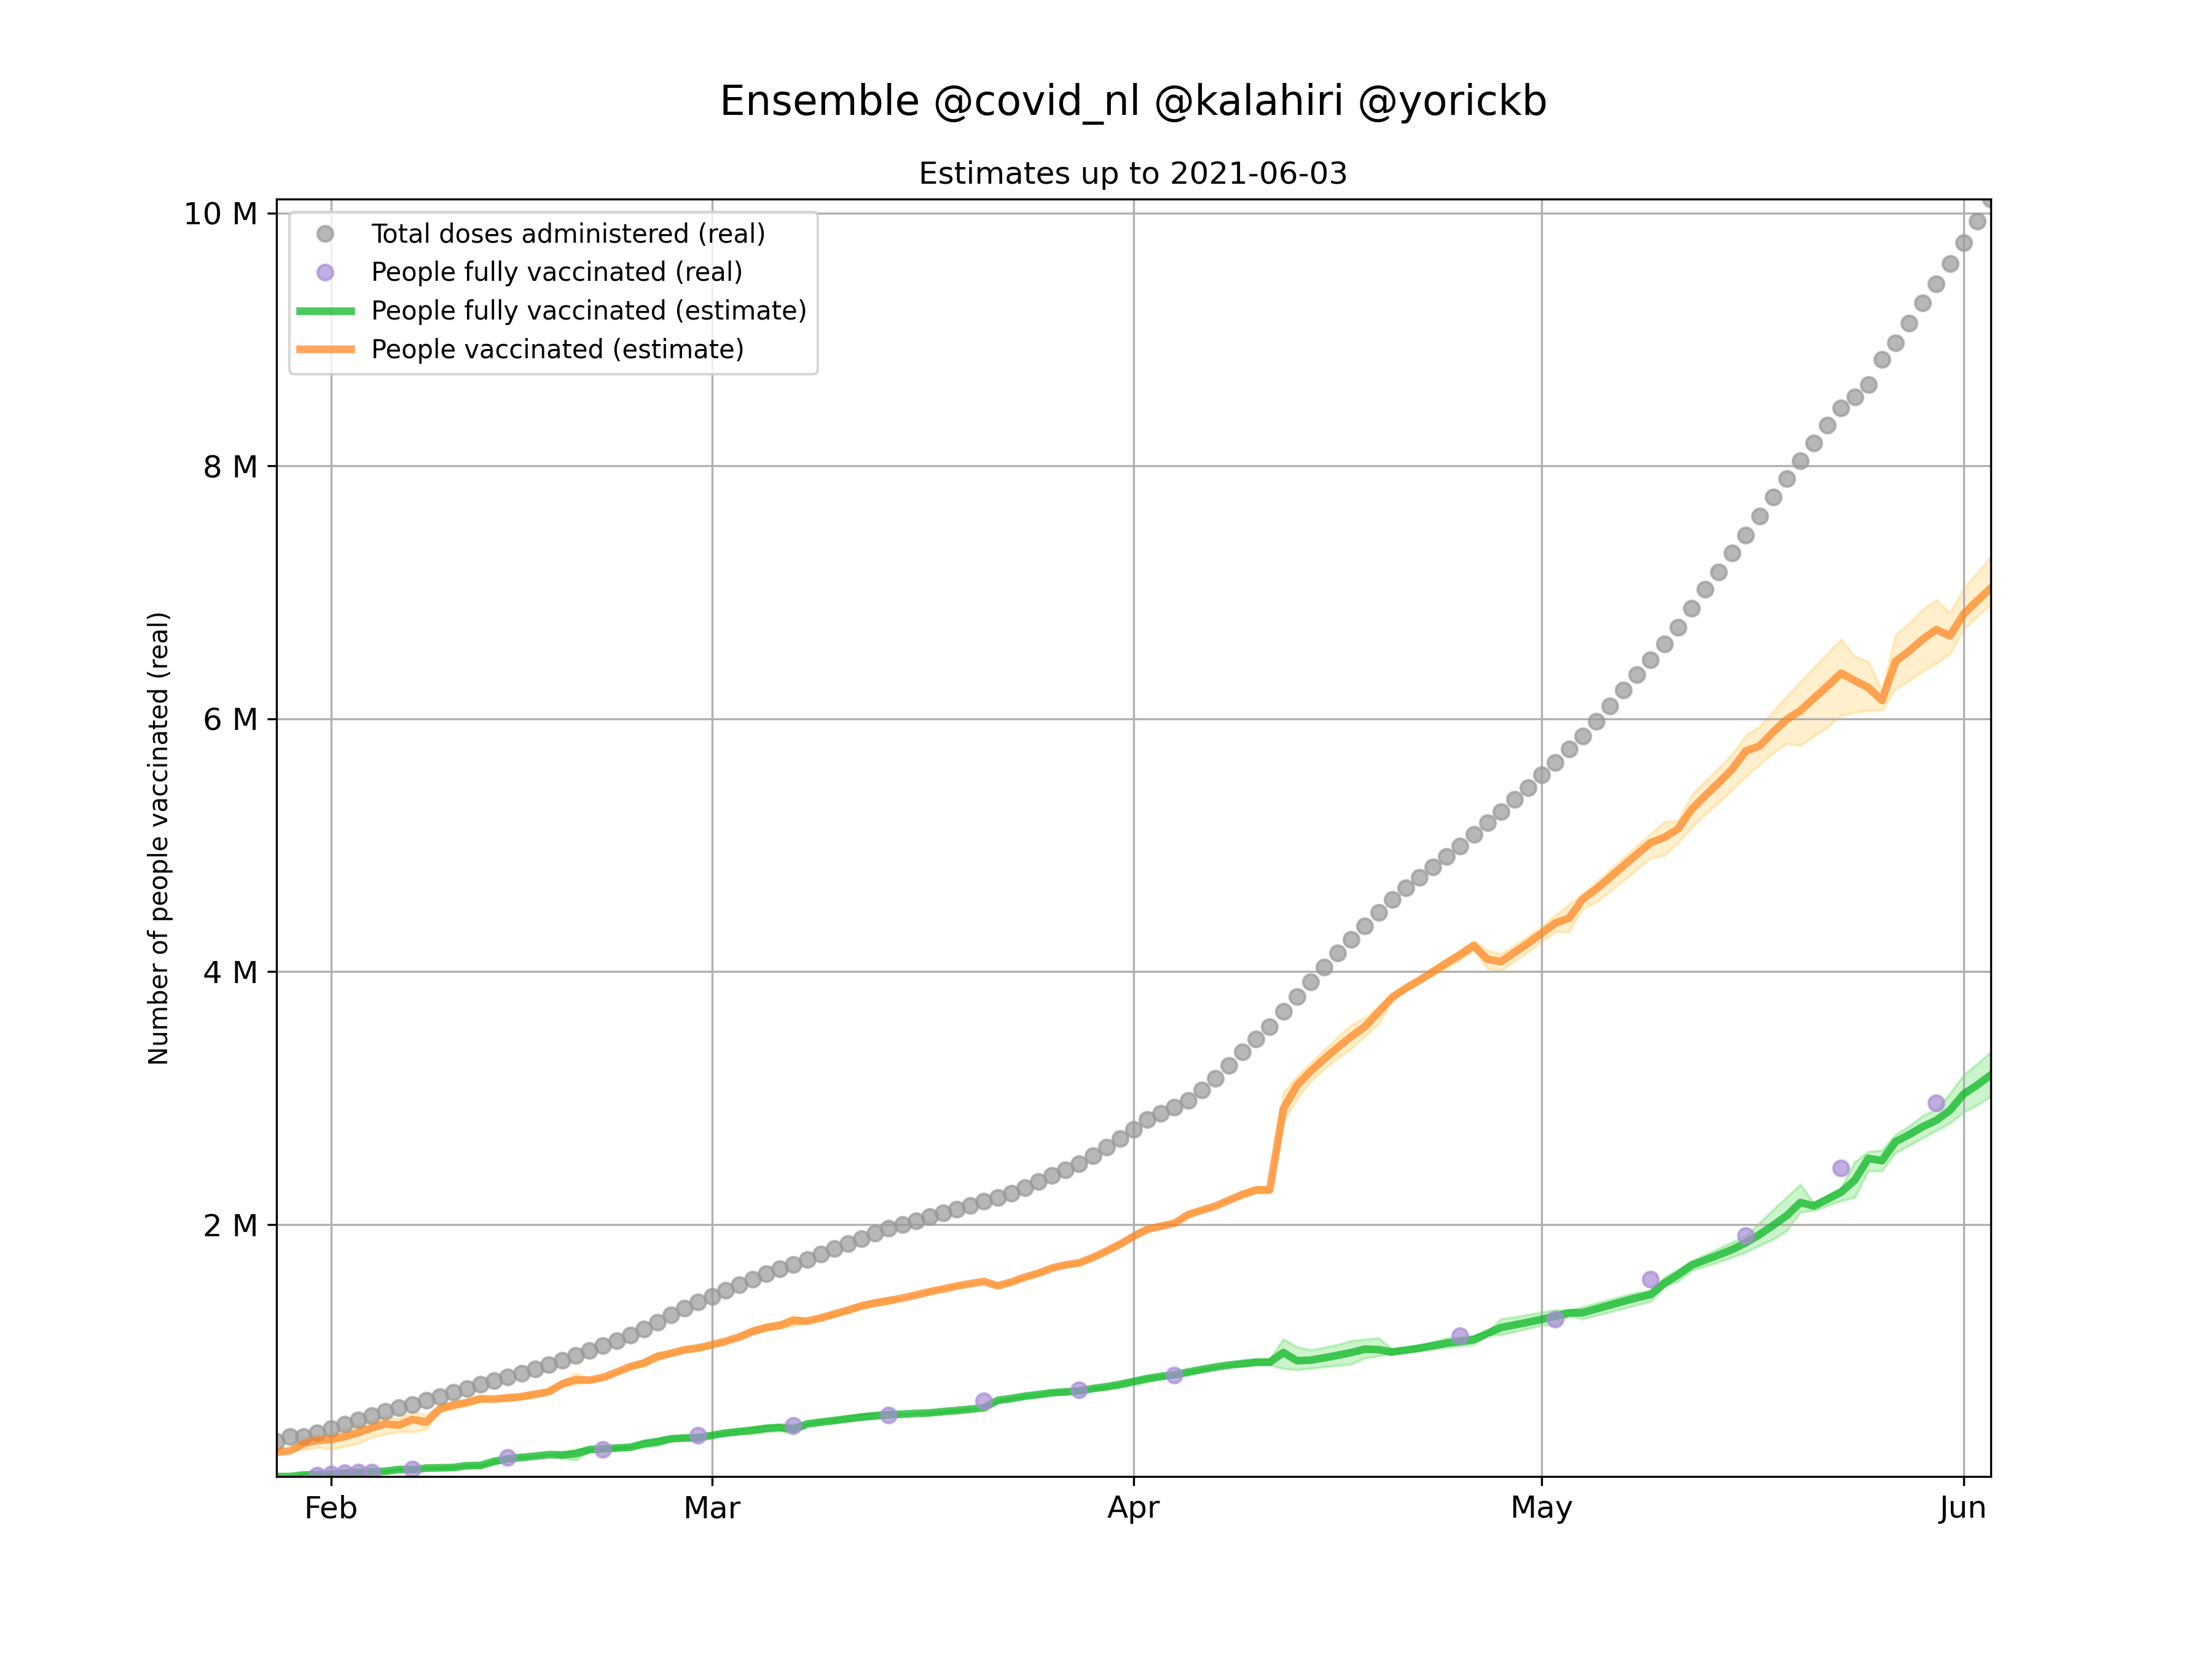 Ensemble @covid_nl @kalahiri @yorickb
Estimates up to 2021-06-03
10 M
8 M
6 M
4 M
2 M
Number of people vaccinated (real)
Total doses administered (real)
People fully vaccinated (real)
People fully vaccinated (estimate)
People vaccinated (estimate)
Feb
Mar
Apr
May
Jun